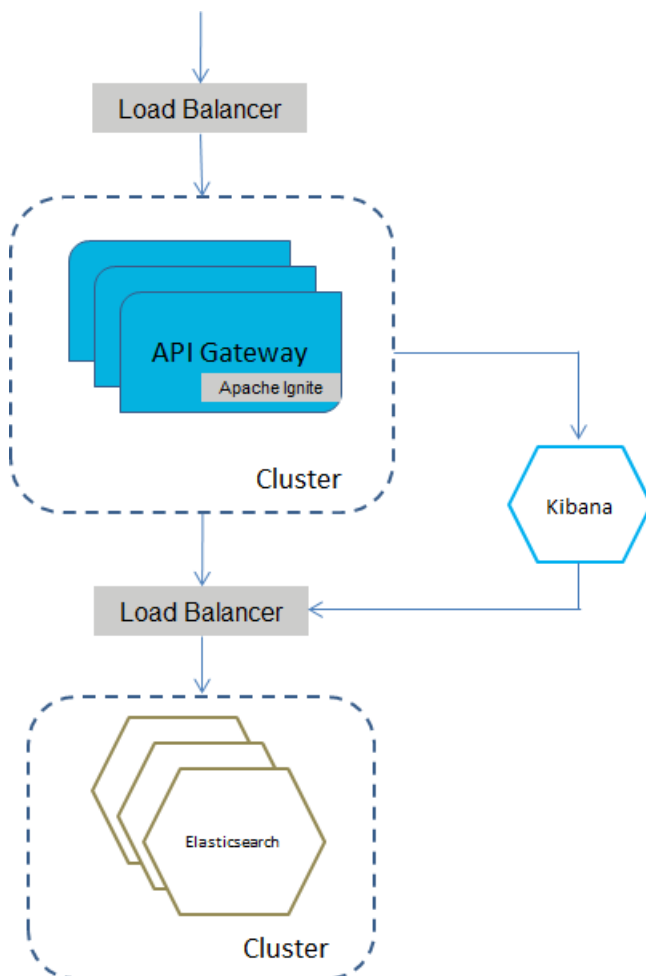 Load Balancer
API Gateway
Apache Ignite
Cluster
Kibana
Load Balancer
Elasticsearch
Cluster